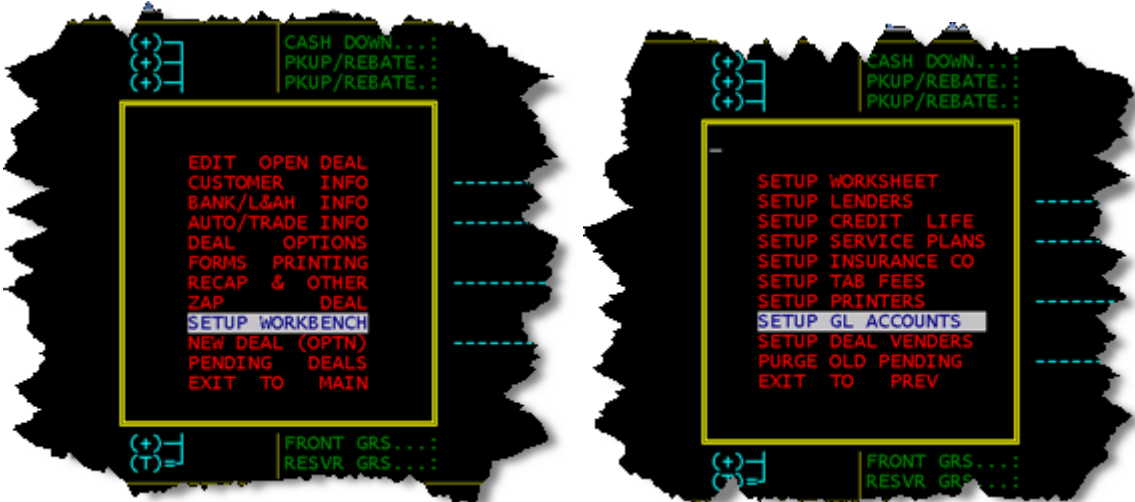 (+)
(+)
(+)
CASH DOWN...:
PKUP/REBATE.:
PKUP/REBATE.:
EDIT OPEN DEAL
CUSTOMER INFO
BANK/L&AH INFO
AUTO/TRADE INFO
DEAL OPTIONS
FORMS PRINTING
RECAP & OTHER
ZAP DEAL
SETUP WORKBENCH
NEW DEAL (OPTN)
PENDING DEALS
EXIT TO MAIN
(+)
(T)=
FRONT GRS...:
RESVR GRS...:
(+)
(+)
(+)
CASH DOWN...:
PKUP/REBATE.:
PKUP/REBATE.:
SETUP WORKSHEET
SETUP LENDERS
SETUP CREDIT LIFE
SETUP SERVICE PLANS
SETUP INSURANCE CO
SETUP TAB FEES
SETUP PRINTERS
SETUP GL ACCOUNTS
SETUP DEAL VENDERS
PURGE OLD PENDING
EXIT TO PREV
(+)
(T)=
FRONT GRS...:
RESVR GRS...: